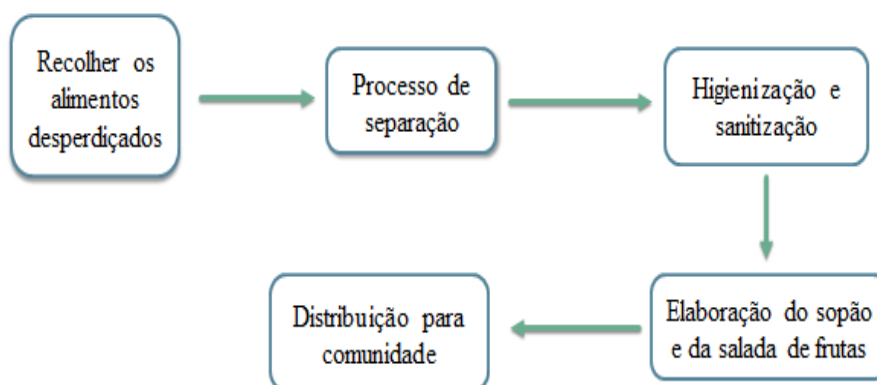 Recolher os
alimentos
desperdiçados
Processo de
separação
Higienização e
sanitização
Elaboração do sopão
e da salada de frutas
Distribuição para
comunidade